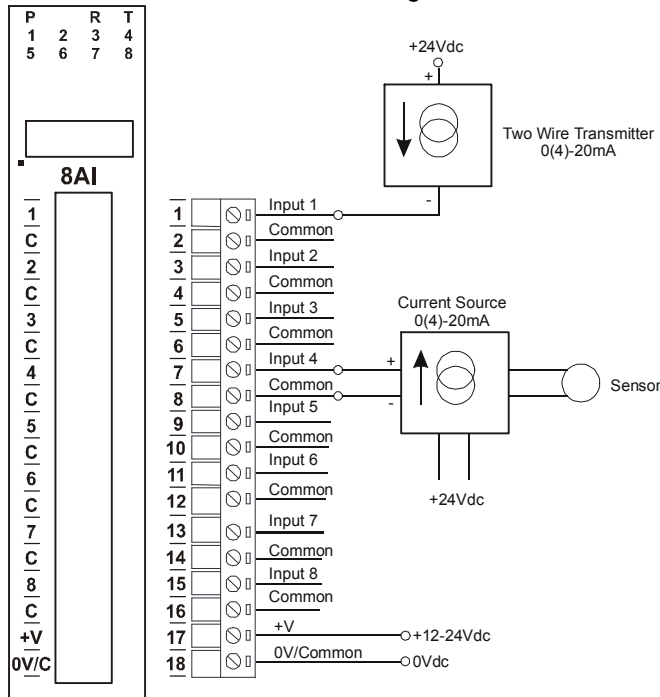 P R T
1 2 3 4
5 6 7 8
8AI
1
C
2
C
3
C
4
C
5
C
6
C
7
C
8
C
+V
0V/C
1 Input 1
2 Common
3 Input 2
4 Common
5 Input 3
6 Common
7 Input 4
8 Common
9 Input 5
10 Common
11 Input 6
12 Common
13 Input 7
14 Common
15 Input 8
16 Common
17 +V +12-24Vdc
18 0V/Common 0Vdc
+24Vdc
+
-
Two Wire Transmitter
0(4)-20mA
Current Source
0(4)-20mA
+
-
Sensor
+24Vdc